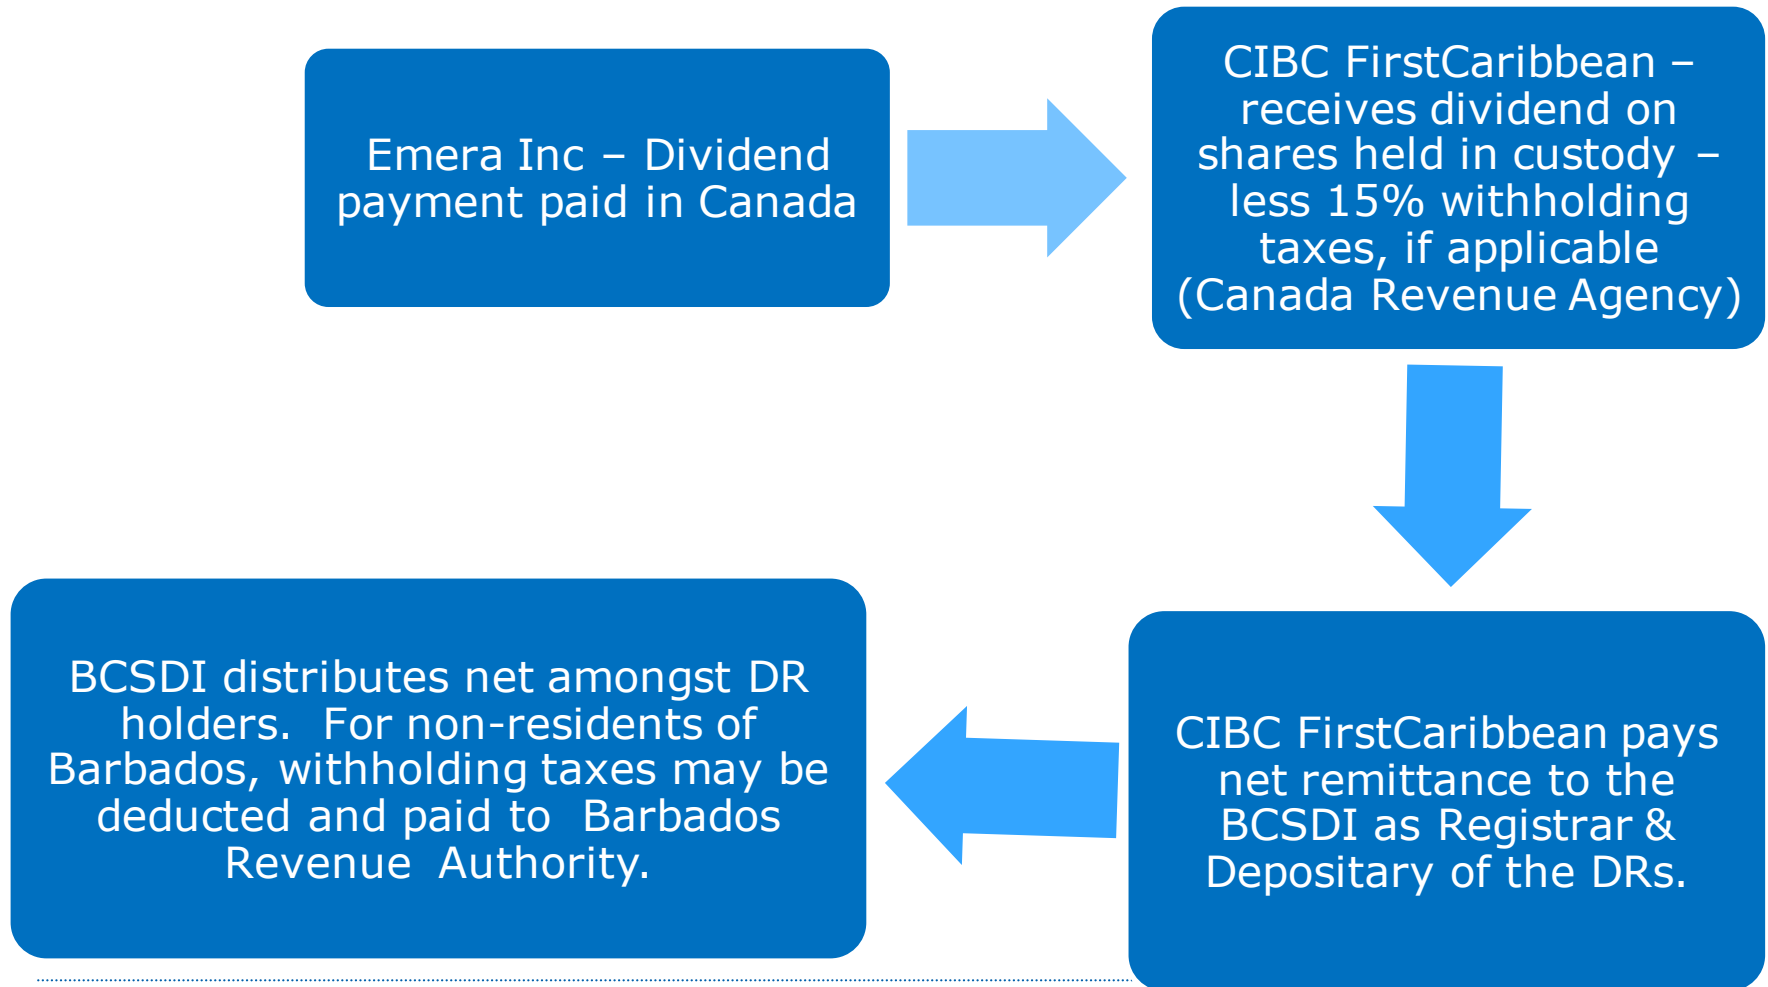 Emera Inc – Dividend
payment paid in Canada
CIBC FirstCaribbean –
receives dividend on
shares held in custody –
less 15% withholding
taxes, if applicable
(Canada Revenue Agency)
CIBC FirstCaribbean pays
net remittance to the
BCSDI as Registrar &
Depositary of the DRs.
BCSDI distributes net amongst DR
holders.  For non-residents of
Barbados, withholding taxes may be
deducted and paid to  Barbados
Revenue  Authority.